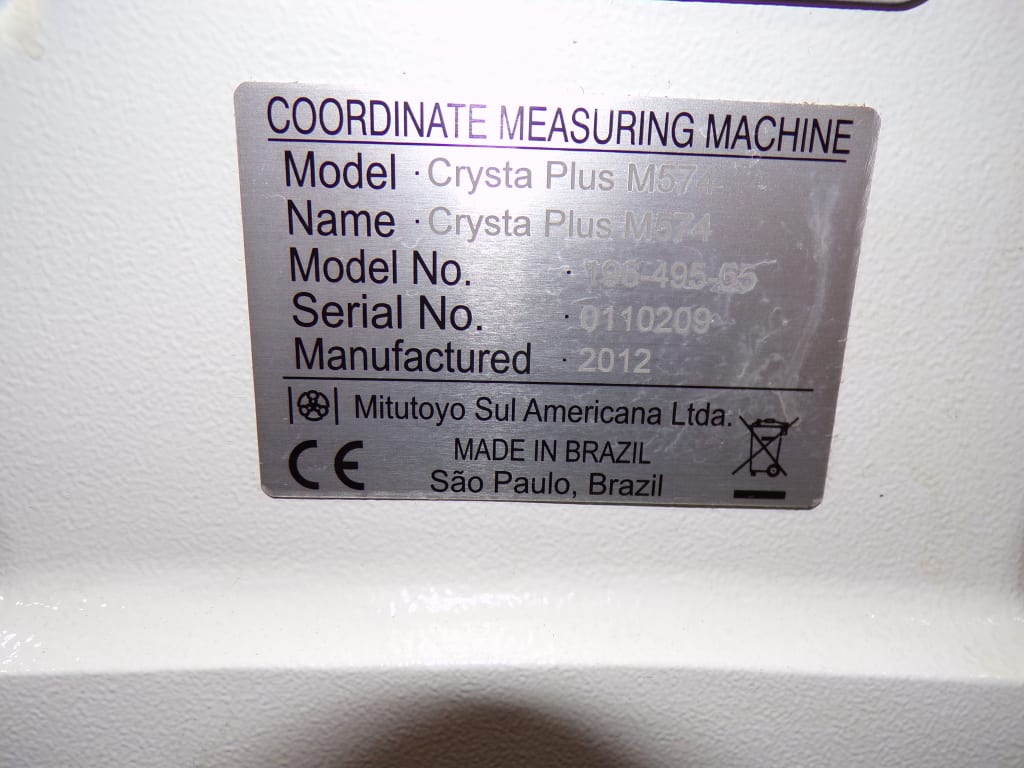 COORDINATE MEASURING MACHINE
Model · Crysta Plus M574
Name · Crysta Plus M574
Model No. · 196-495-55
Serial No. · 0110209
Manufactured · 2012
Mitutoyo Sul Americana Ltda.
CE MADE IN BRAZIL
São Paulo, Brazil